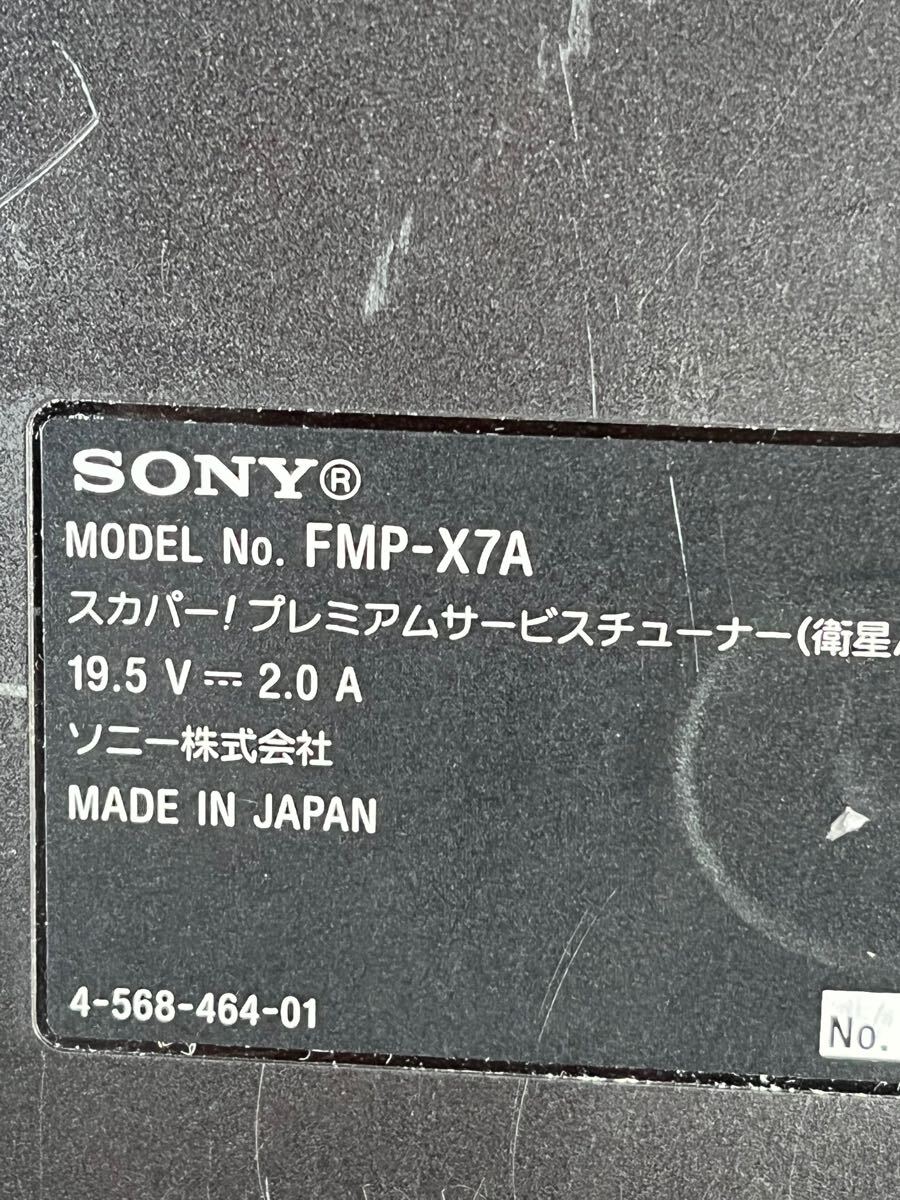 SONY®
MODEL No. FMP-X7A
スカパー!プレミアムサービスチューナー(衛星
19.5 V ⎓ 2.0 A
ソニー株式会社
MADE IN JAPAN
4-568-464-01
No.